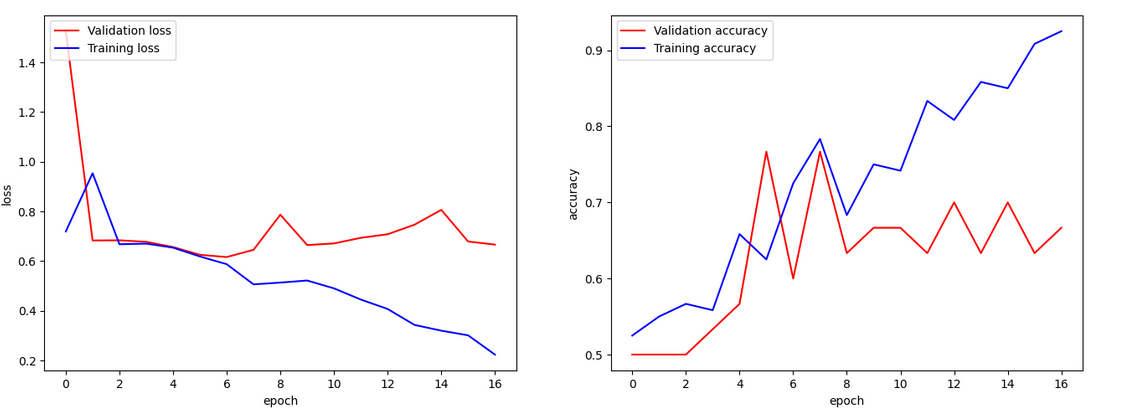 Validation loss
Training loss
1.4
1.2
1.0
0.8
0.6
0.4
0.2
loss
0 2 4 6 8 10 12 14 16
epoch
Validation accuracy
Training accuracy
0.9
0.8
0.7
0.6
0.5
accuracy
0 2 4 6 8 10 12 14 16
epoch